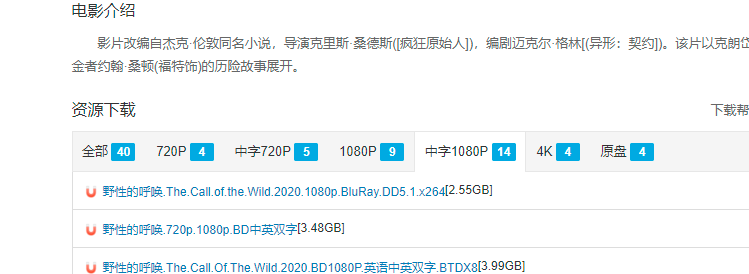 电影介绍
影片改编自杰克·伦敦同名小说，导演克里斯·桑德斯([疯狂原始人])，编剧迈克尔·格林[(异形：契约])。该片以克朗岱
金者约翰·桑顿(福特饰)的历险故事展开。
资源下载 下载帮
全部 40 720P 4 中字720P 5 1080P 9 中字1080P 14 4K 4 原盘 4
野性的呼唤.The.Call.of.the.Wild.2020.1080p.BluRay.DD5.1.x264[2.55GB]
野性的呼唤.720p.1080p.BD中英双字[3.48GB]
野性的呼唤.The.Call.Of.The.Wild.2020.BD1080P.英语中英双字.BTDX8[3.99GB]